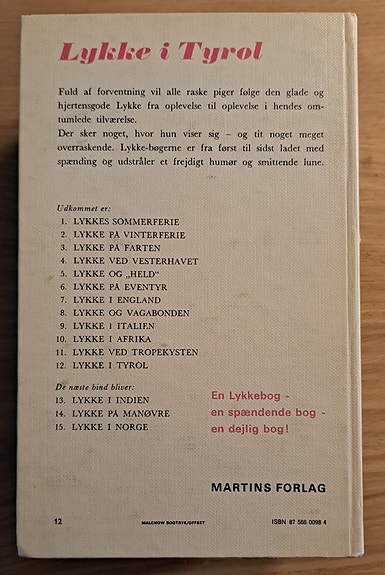 Lykke i Tyrol
Fuld af forventning vil alle raske piger følge den glade og
hjertensgode Lykke fra oplevelse til oplevelse i hendes om-
tumlede tilværelse.
Der sker noget, hvor hun viser sig – og tit noget meget
overraskende. Lykke-bøgerne er fra først til sidst ladet med
spænding og udstråler et frejdigt humør og smittende lune.
Udkommet er:
1. LYKKES SOMMERFERIE
2. LYKKE PÅ VINTERFERIE
3. LYKKE PÅ FARTEN
4. LYKKE VED VESTERHAVET
5. LYKKE OG „HELD"
6. LYKKE PÅ EVENTYR
7. LYKKE I ENGLAND
8. LYKKE OG VAGABONDEN
9. LYKKE I ITALIEN
10. LYKKE I AFRIKA
11. LYKKE VED TROPEKYSTEN
12. LYKKE I TYROL
De næste bind bliver:
13. LYKKE I INDIEN
14. LYKKE PÅ MANØVRE
15. LYKKE I NORGE
En Lykkebog -
en spændende bog -
en dejlig bog!
MARTINS FORLAG
12
MALCHOW BOGTRYK/OFFSET
ISBN 87 566 0098 4